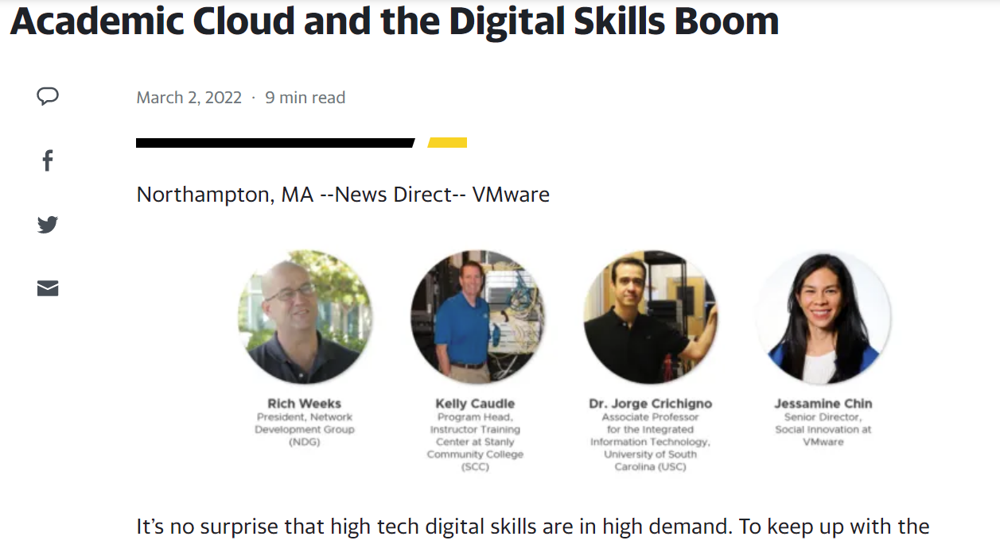 Academic Cloud and the Digital Skills Boom
March 2, 2022 · 9 min read
Northampton, MA --News Direct-- VMware
Rich Weeks
President, Network
Development Group
(NDG)
Kelly Caudle
Program Head,
Instructor Training
Center at Stanly
Community College
(SCC)
Dr. Jorge Crichigno
Associate Professor
for the Integrated
Information Technology,
University of South
Carolina (USC)
Jessamine Chin
Senior Director,
Social Innovation at
VMware
It’s no surprise that high tech digital skills are in high demand. To keep up with the